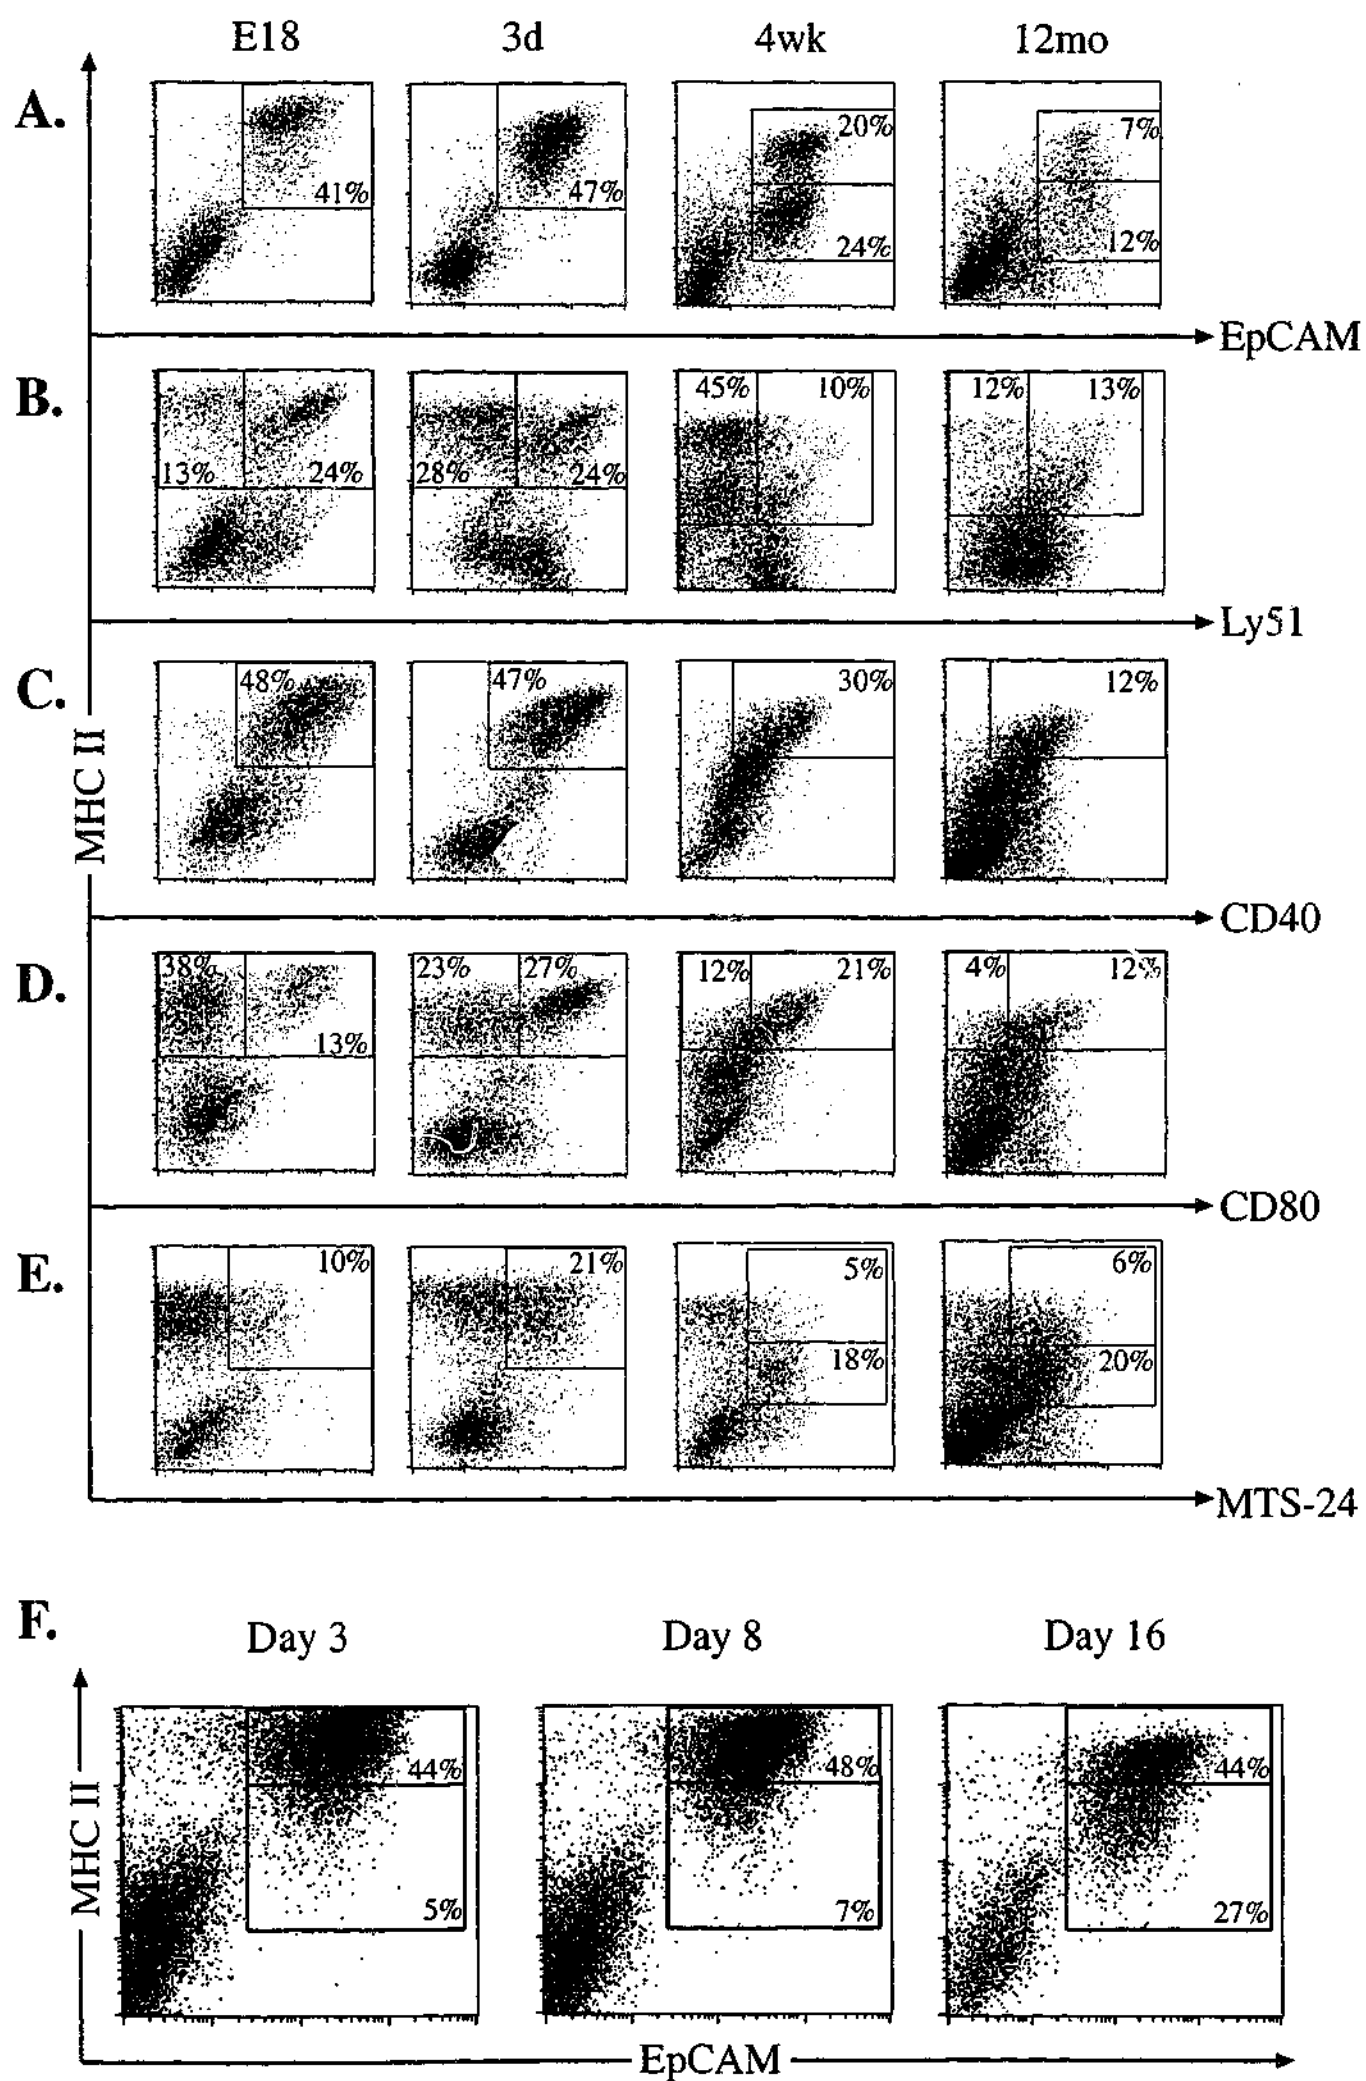 E18 3d 4wk 12mo
A.
41% 47% 20% 7%
24% 12%
EpCAM
B.
45% 10% 12% 13%
13% 24% 28% 24%
Ly51
C.
48% 47% 30% 12%
MHC II
CD40
D.
38% 23% 27% 12% 21% 4% 12%
13%
CD80
E.
10% 21% 5% 6%
18% 20%
MTS-24
F.
Day 3 Day 8 Day 16
44% 48% 44%
MHC II
5% 7% 27%
EpCAM